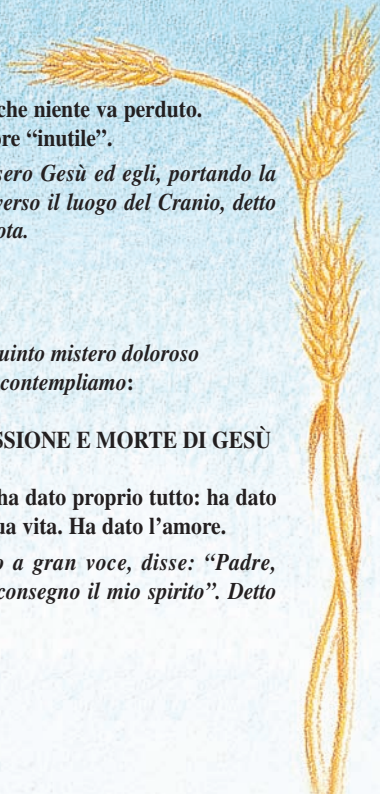 che niente va perduto.
ore “inutile”.
sero Gesù ed egli, portando la
verso il luogo del Cranio, detto
ota.
uinto mistero doloroso
contempliamo:
SSIONE E MORTE DI GESÙ
ha dato proprio tutto: ha dato
ua vita. Ha dato l’amore.
o a gran voce, disse: “Padre,
consegno il mio spirito”. Detto